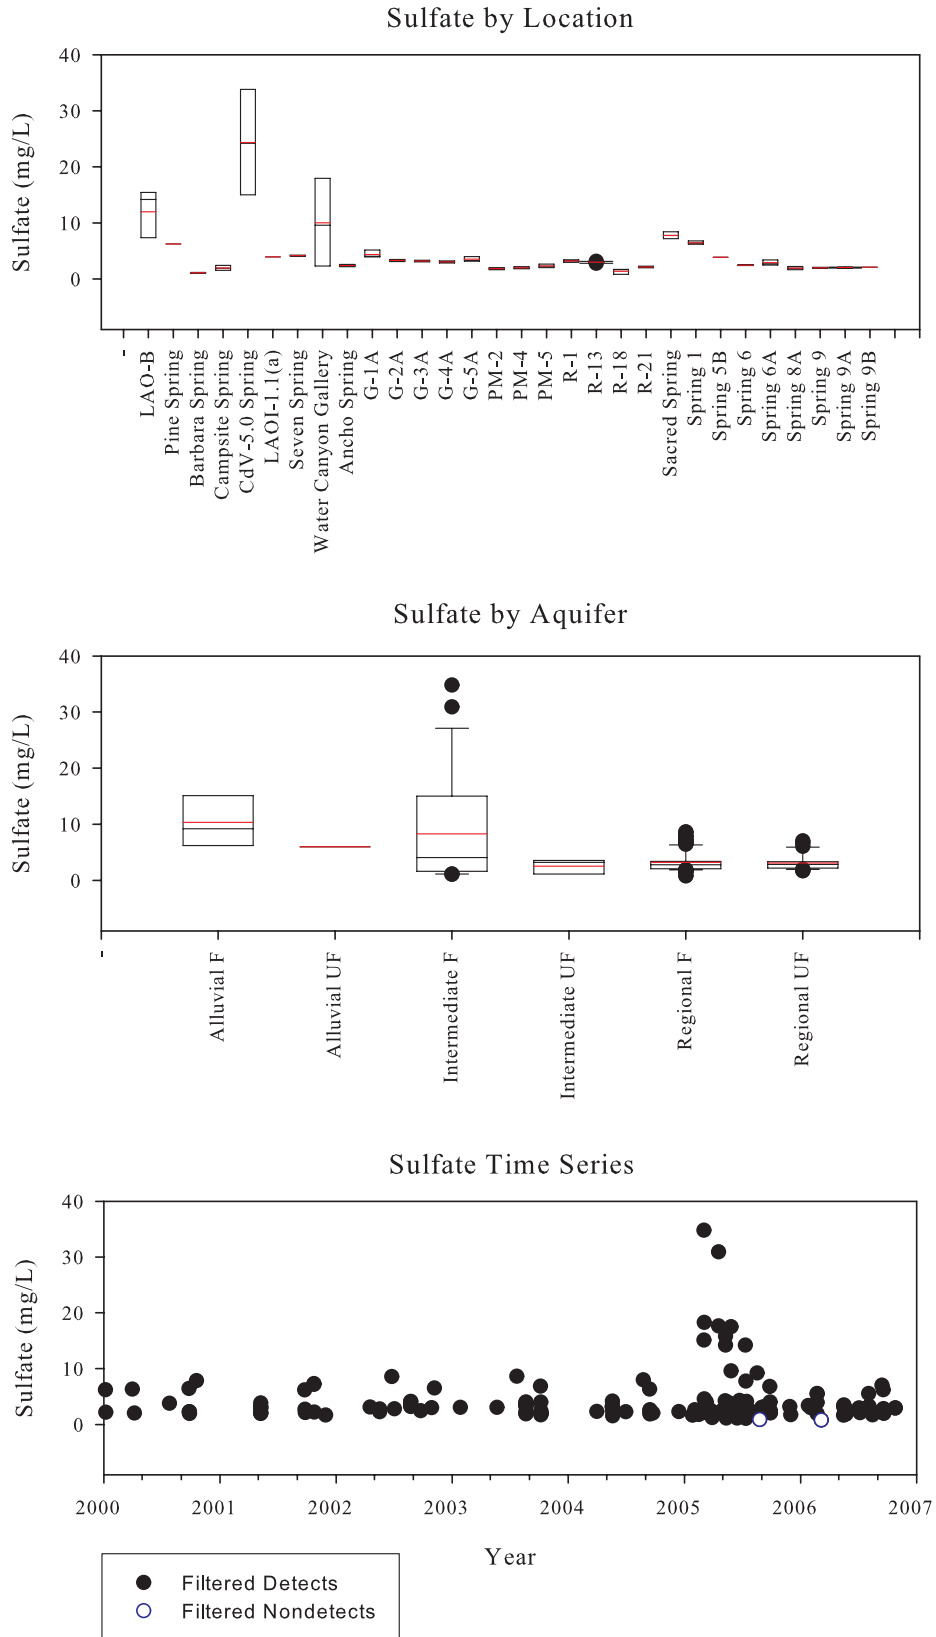 Sulfate by Location
Sulfate (mg/L)
40
30
20
10
0
-
LAO-B
Pine Spring
Barbara Spring
Campsite Spring
CdV-5.0 Spring
LAOI-1.1(a)
Seven Spring
Water Canyon Gallery
Ancho Spring
G-1A
G-2A
G-3A
G-4A
G-5A
PM-2
PM-4
PM-5
R-1
R-13
R-18
R-21
Sacred Spring
Spring 1
Spring 5B
Spring 6
Spring 6A
Spring 8A
Spring 9
Spring 9A
Spring 9B
Sulfate by Aquifer
Sulfate (mg/L)
40
30
20
10
0
-
Alluvial F
Alluvial UF
Intermediate F
Intermediate UF
Regional F
Regional UF
Sulfate Time Series
Sulfate (mg/L)
40
30
20
10
0
2000 2001 2002 2003 2004 2005 2006 2007
Year
Filtered Detects
Filtered Nondetects